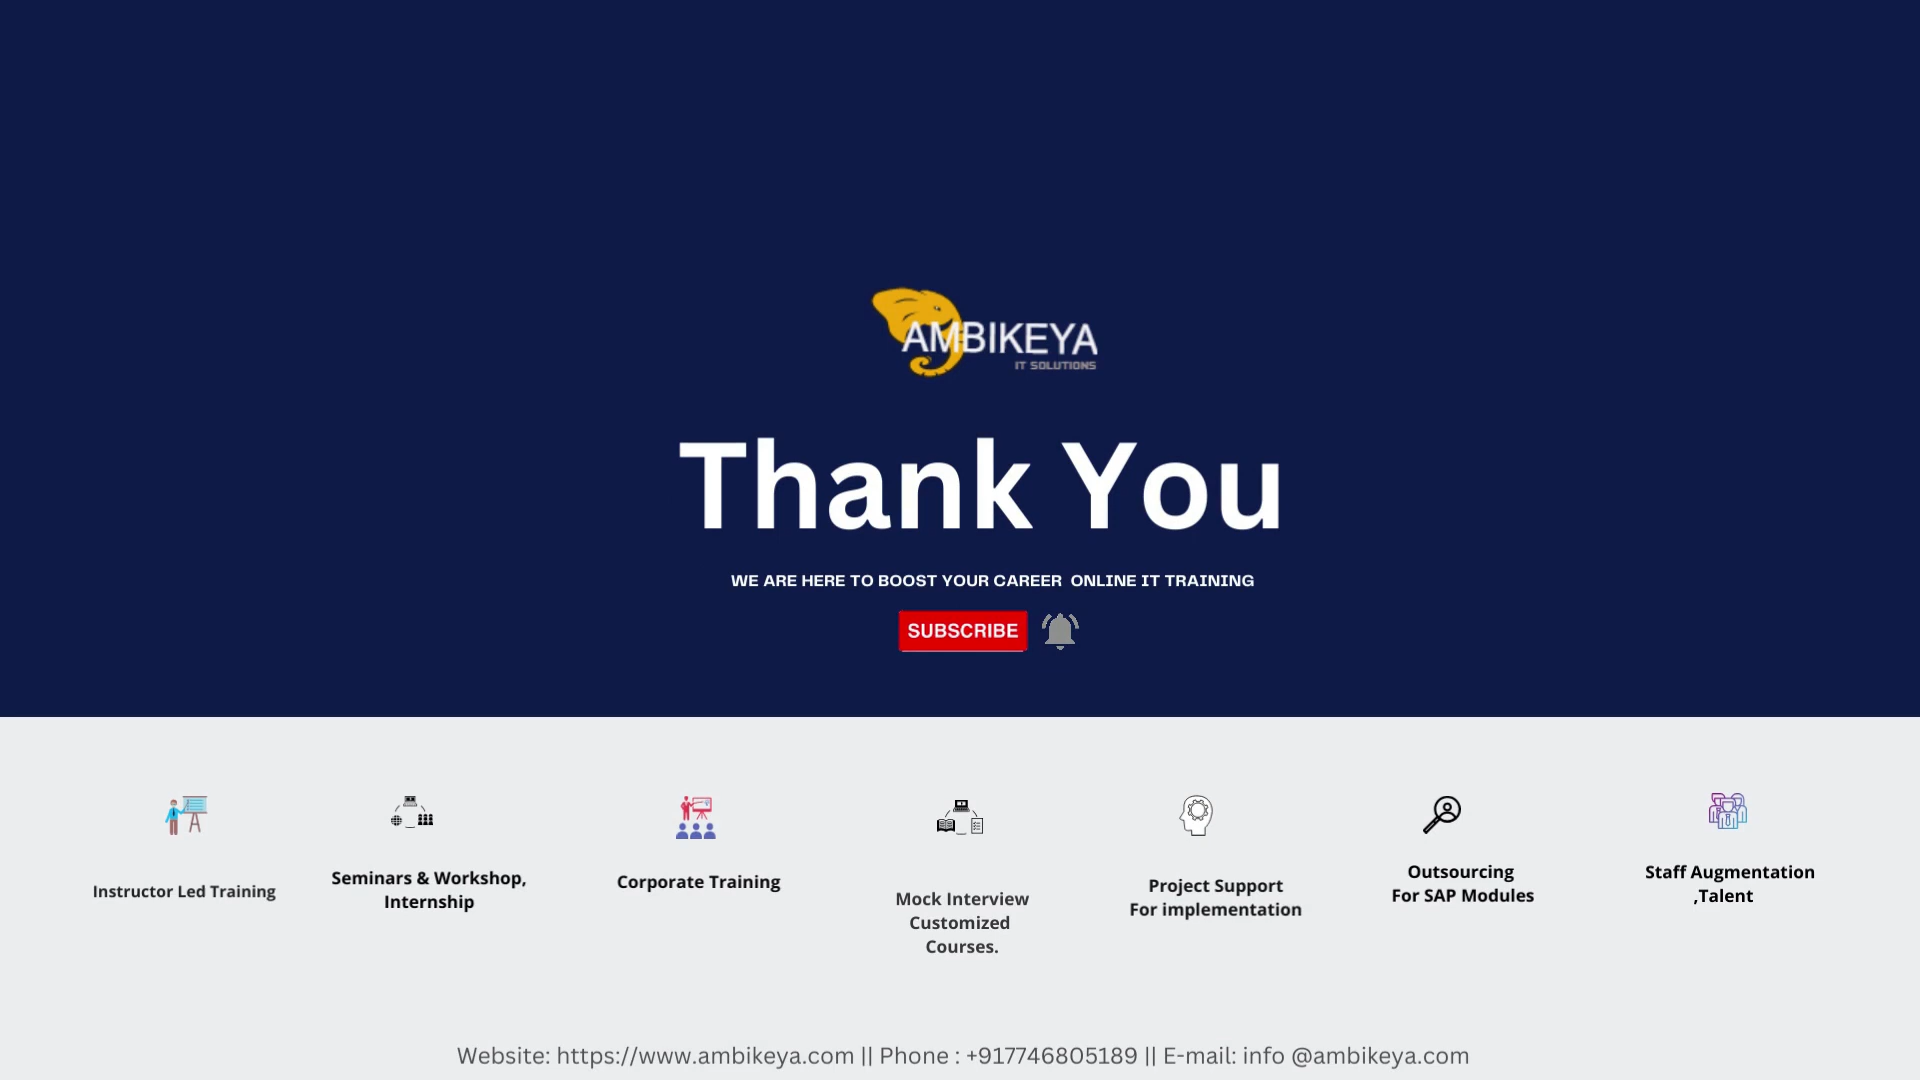 AMBIKEYA
IT SOLUTIONS
Thank You
WE ARE HERE TO BOOST YOUR CAREER  ONLINE IT TRAINING
SUBSCRIBE
Instructor Led Training
Seminars & Workshop,
Internship
Corporate Training
Mock Interview
Customized
Courses.
Project Support
For implementation
Outsourcing
For SAP Modules
Staff Augmentation
,Talent
Website: https://www.ambikeya.com || Phone : +917746805189 || E-mail: info @ambikeya.com